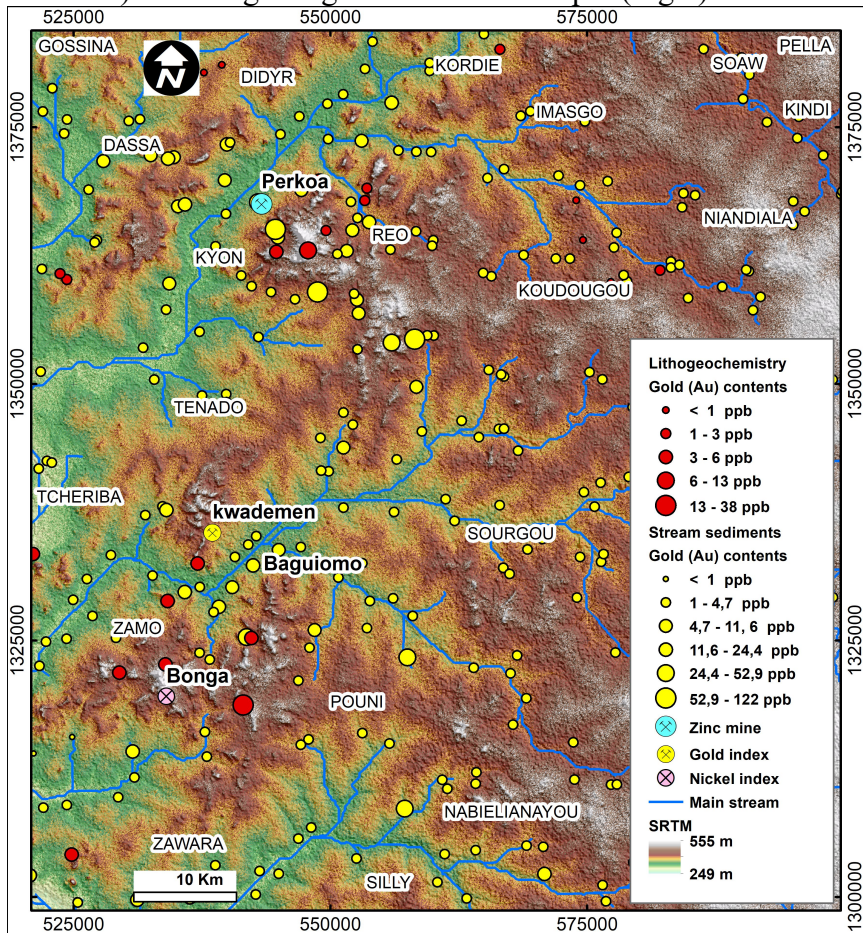 525000 550000 575000
GOSSINA
PELLA
SOAW
KORDIE
N
DIDYR
IMASGO
KINDI
1375000
1375000
DASSA
Perkoa
NIANDIALA
REO
KYON
KOUDOUGOU
1350000
1350000
TENADO
TCHERIBA
kwademen
SOURGOU
Baguiomo
ZAMO
1325000
1325000
Bonga
POUNI
NABIELIANAYOU
ZAWARA
10 Km
SILLY
1300000
525000 550000 575000
Lithogeochemistry
Gold (Au) contents
< 1 ppb
1 - 3 ppb
3 - 6 ppb
6 - 13 ppb
13 - 38 ppb
Stream sediments
Gold (Au) contents
< 1 ppb
1 - 4,7 ppb
4,7 - 11, 6 ppb
11,6 - 24,4 ppb
24,4 - 52,9 ppb
52,9 - 122 ppb
Zinc mine
Gold index
Nickel index
Main stream
SRTM
555 m
249 m